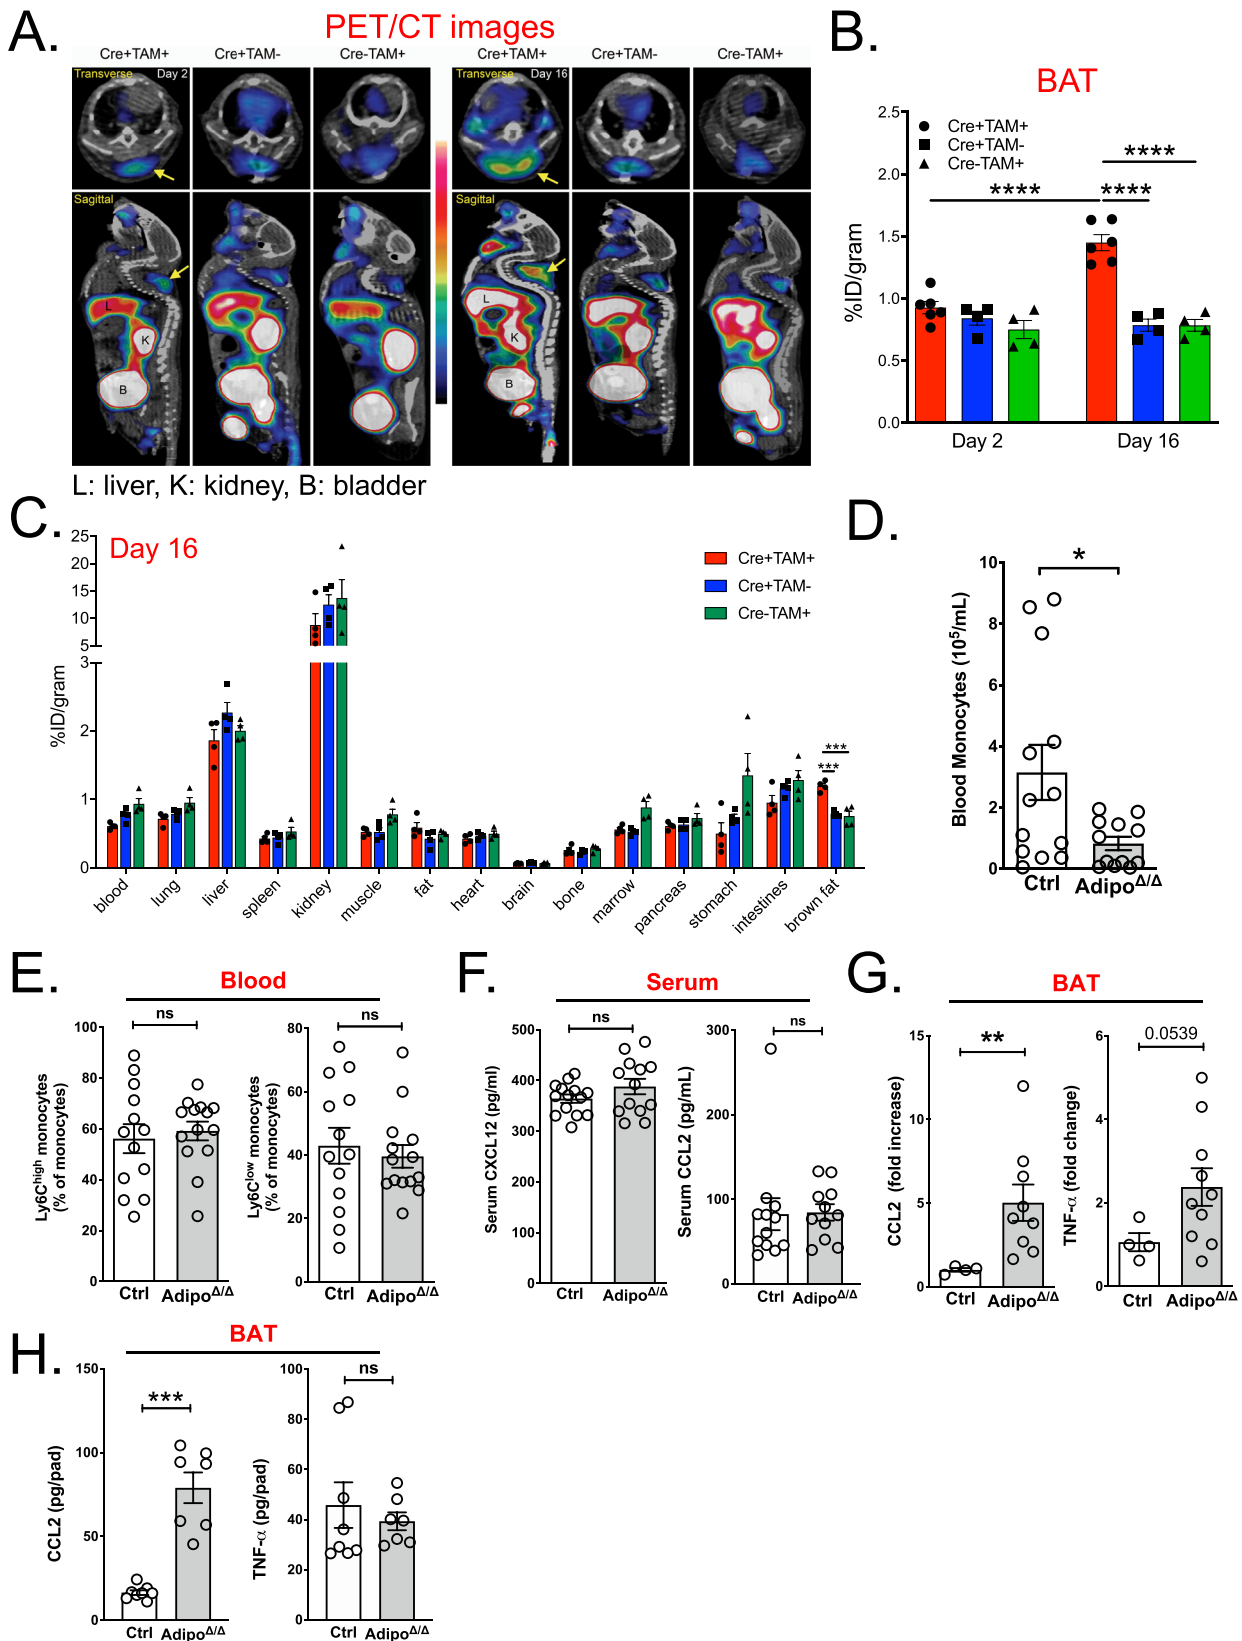 A.
PET/CT images
Cre+TAM+ Cre+TAM- Cre-TAM+ Cre+TAM+ Cre+TAM- Cre-TAM+
Transverse Day 2 Transverse Day 16
Sagittal Sagittal
L K B L K B
L: liver, K: kidney, B: bladder
B.
BAT
Cre+TAM+
Cre+TAM-
Cre-TAM+
%ID/gram
2.5
2.0
1.5
1.0
0.5
0.0
****
**** ****
Day 2 Day 16
C.
Day 16
%ID/gram
25
20
15
10
5
3
2
1
0
Cre+TAM+
Cre+TAM-
Cre-TAM+
***
***
blood lung liver spleen kidney muscle fat heart brain bone marrow pancreas stomach intestines brown fat
D.
Blood Monocytes (10⁵/mL)
10
8
6
4
2
0
*
Ctrl Adipo^Δ/Δ
E.
Blood
Ly6C^high monocytes
(% of monocytes)
100
80
60
40
20
0
ns
Ctrl Adipo^Δ/Δ
Ly6C^low monocytes
(% of monocytes)
80
60
40
20
0
ns
Ctrl Adipo^Δ/Δ
F.
Serum
Serum CXCL12 (pg/ml)
500
400
300
200
100
0
ns
Ctrl Adipo^Δ/Δ
Serum CCL2 (pg/mL)
300
200
100
0
ns
Ctrl Adipo^Δ/Δ
G.
BAT
CCL2 (fold increase)
15
10
5
0
**
Ctrl Adipo^Δ/Δ
TNF-α (fold change)
6
4
2
0
0.0539
Ctrl Adipo^Δ/Δ
H.
BAT
CCL2 (pg/pad)
150
100
50
0
***
Ctrl Adipo^Δ/Δ
TNF-α (pg/pad)
100
80
60
40
20
0
ns
Ctrl Adipo^Δ/Δ